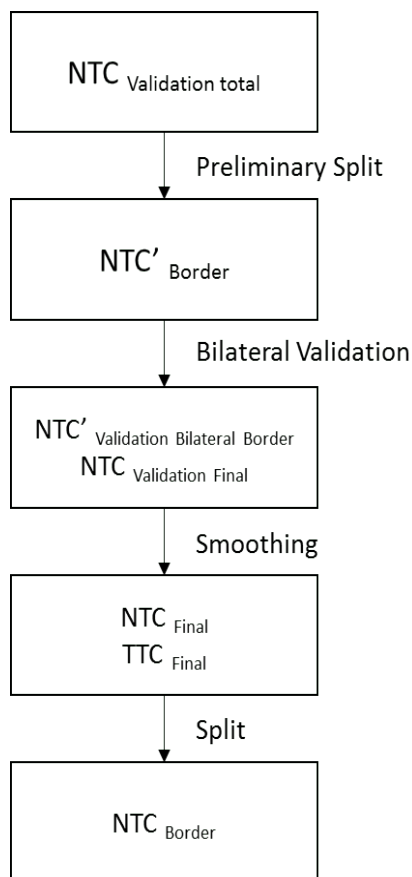 NTC Validation total
Preliminary Split
NTC’ Border
Bilateral Validation
NTC’ Validation Bilateral Border
NTC Validation Final
Smoothing
NTC Final
TTC Final
Split
NTC Border